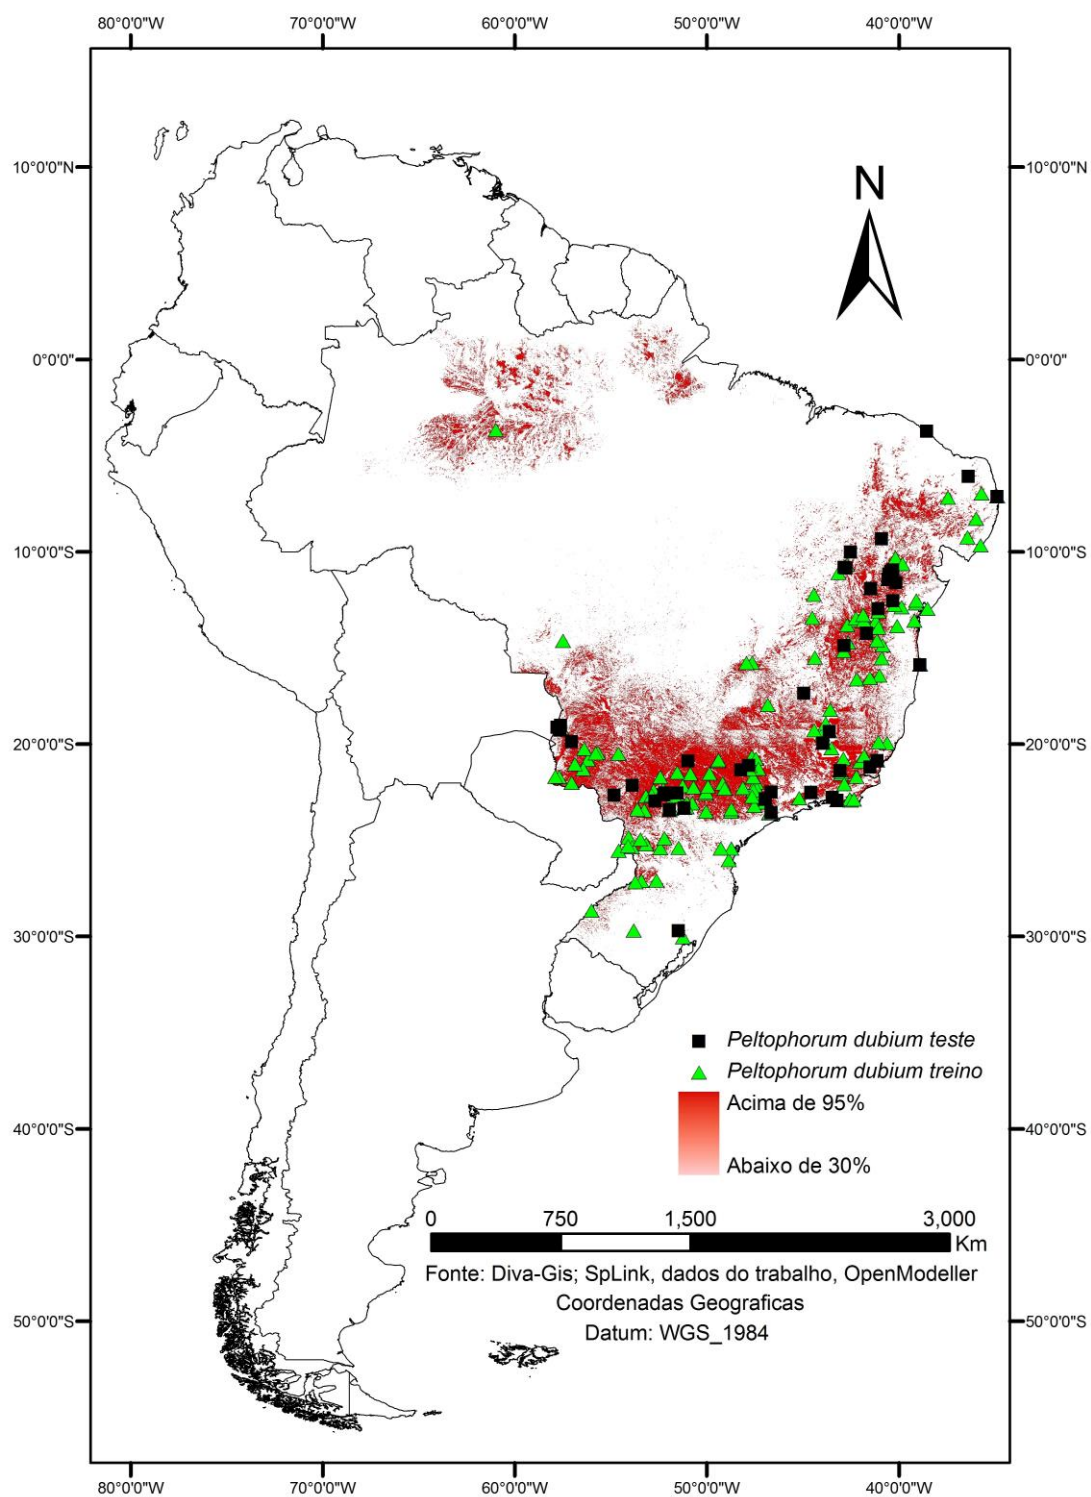 80°0'0"W 70°0'0"W 60°0'0"W 50°0'0"W 40°0'0"W
10°0'0"N 10°0'0"N
N
0°0'0" 0°0'0"
10°0'0"S 10°0'0"S
20°0'0"S 20°0'0"S
30°0'0"S 30°0'0"S
Peltophorum dubium teste
Peltophorum dubium treino
Acima de 95%
40°0'0"S 40°0'0"S
Abaixo de 30%
0 750 1,500 3,000
Km
Fonte: Diva-Gis; SpLink, dados do trabalho, OpenModeller
Coordenadas Geograficas
50°0'0"S 50°0'0"S
Datum: WGS_1984
80°0'0"W 70°0'0"W 60°0'0"W 50°0'0"W 40°0'0"W